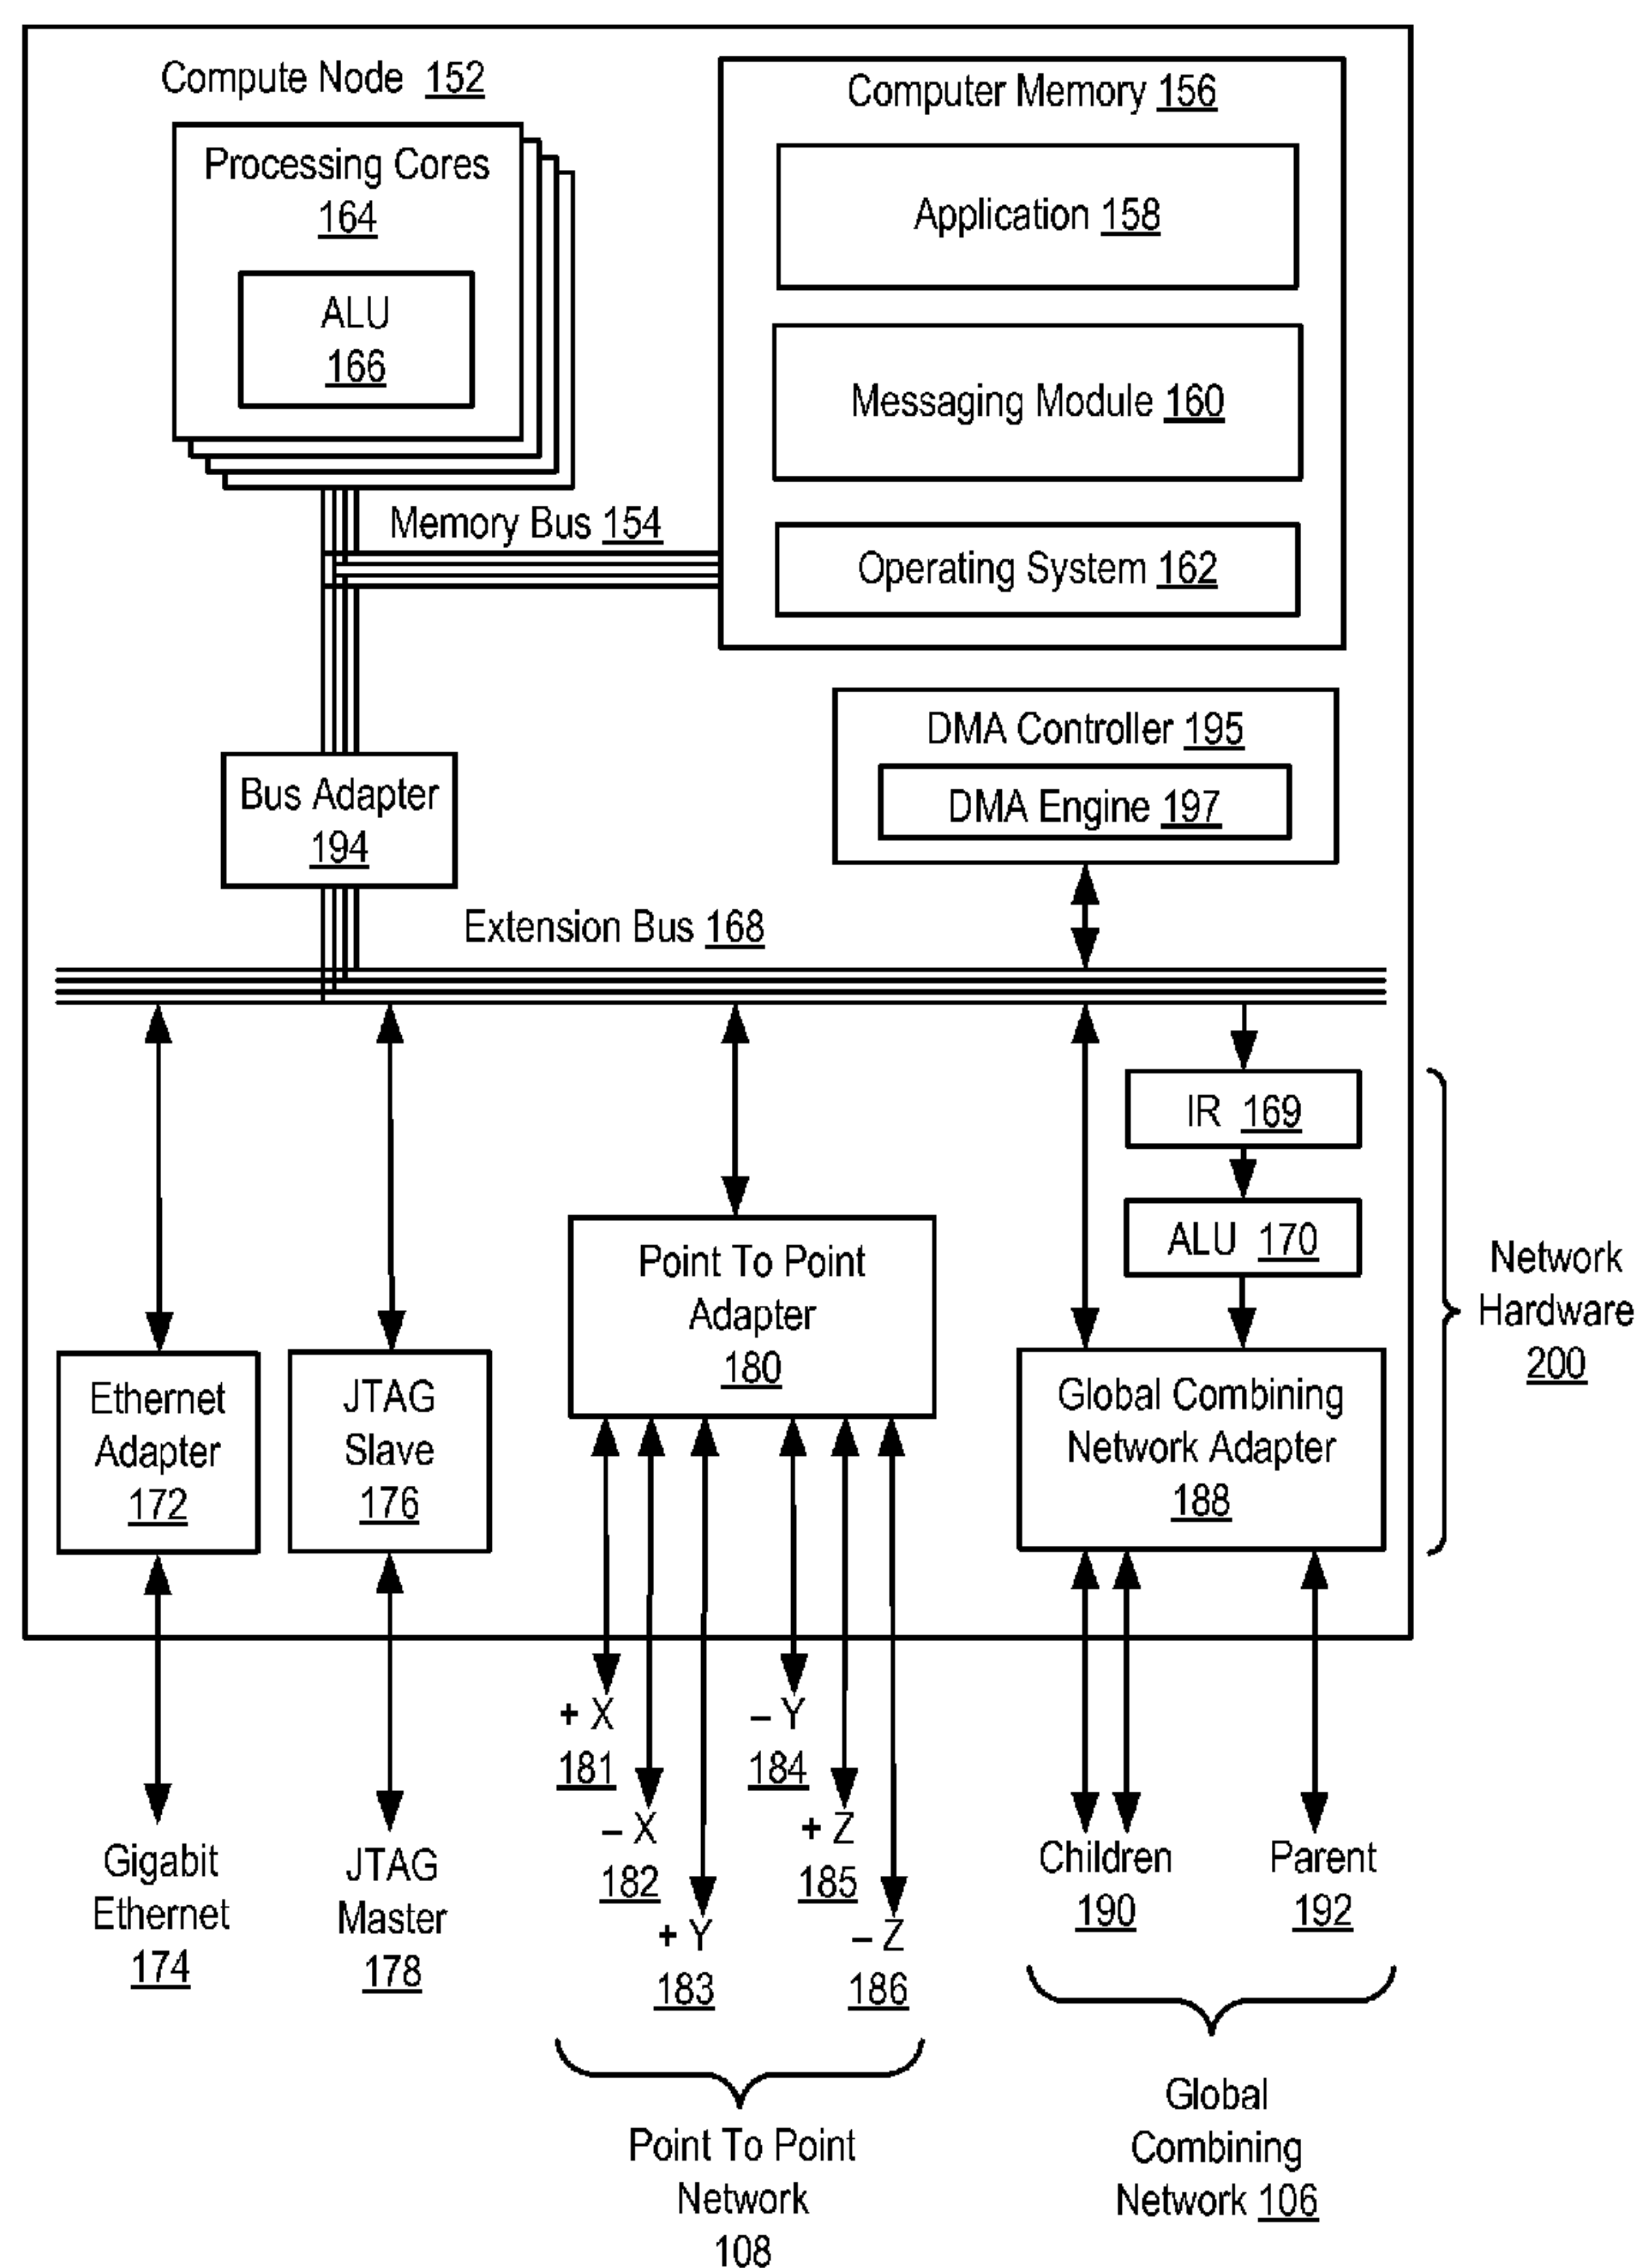 Compute Node 152
Processing Cores
164
ALU
166
Computer Memory 156
Application 158
Messaging Module 160
Operating System 162
Memory Bus 154
DMA Controller 195
DMA Engine 197
Bus Adapter
194
Extension Bus 168
IR 169
ALU 170
Network
Hardware
200
Point To Point
Adapter
180
Ethernet
Adapter
172
JTAG
Slave
176
Global Combining
Network Adapter
188
+ X
181
– X
182
+ Y
183
– Y
184
+ Z
185
– Z
186
Gigabit
Ethernet
174
JTAG
Master
178
Children
190
Parent
192
Point To Point
Network
108
Global
Combining
Network 106